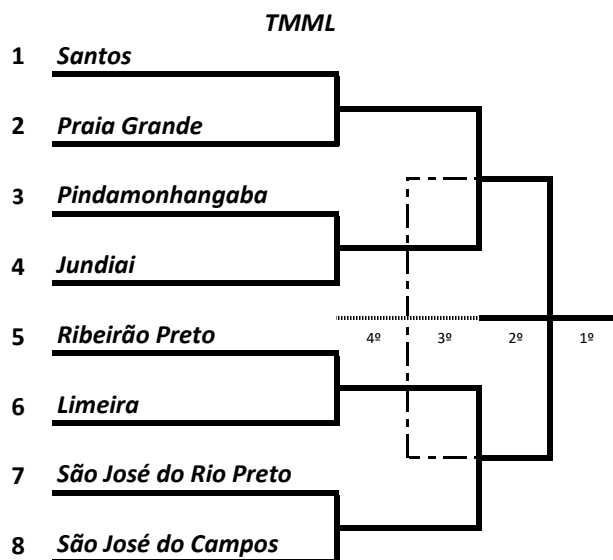 TMML
1 Santos
2 Praia Grande
3 Pindamonhangaba
4 Jundiai
5 Ribeirão Preto
4º 3º 2º 1º
6 Limeira
7 São José do Rio Preto
8 São José do Campos